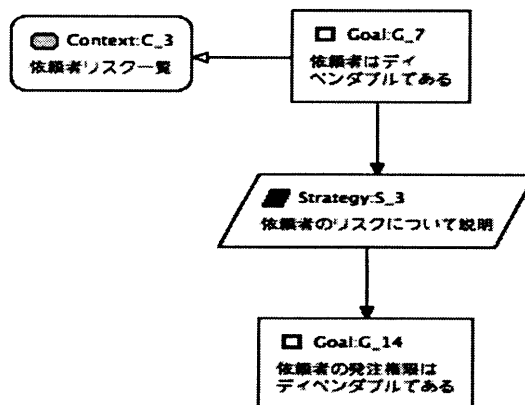 Context:C_3
依頼者リスク一覧
Goal:G_7
依頼者はディ
ペンダブルである
Strategy:S_3
依頼者のリスクについて説明
Goal:G_14
依頼者の発注権限は
ディペンダブルである